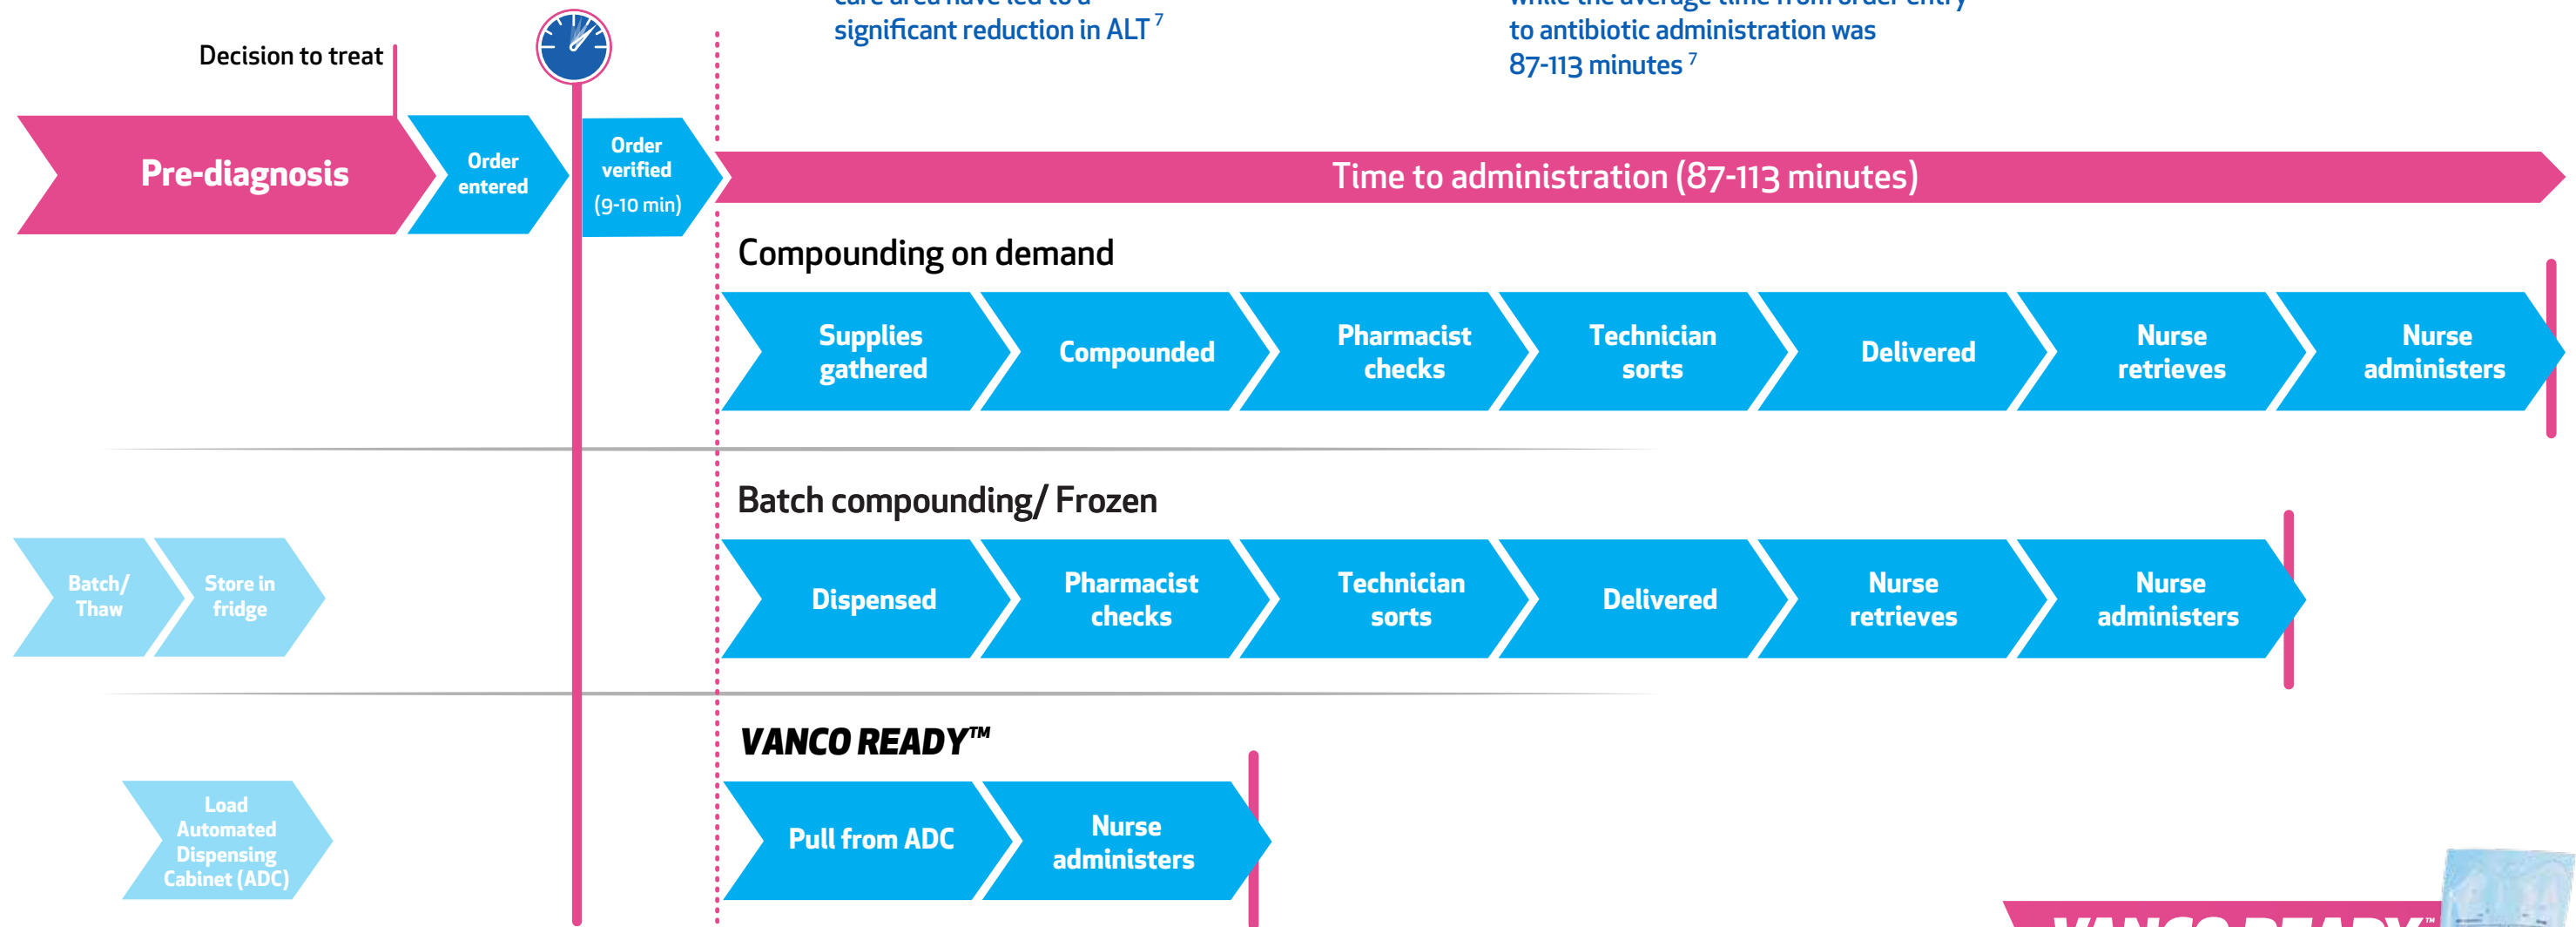 significant reduction in ALT 7
to antibiotic administration was
87-113 minutes 7
Decision to treat
Pre-diagnosis
Order
entered
Order
verified
(9-10 min)
Time to administration (87-113 minutes)
Compounding on demand
Supplies
gathered
Compounded
Pharmacist
checks
Technician
sorts
Delivered
Nurse
retrieves
Nurse
administers
Batch compounding/ Frozen
Batch/
Thaw
Store in
fridge
Dispensed
Pharmacist
checks
Technician
sorts
Delivered
Nurse
retrieves
Nurse
administers
VANCO READY™
Load
Automated
Dispensing
Cabinet (ADC)
Pull from ADC
Nurse
administers
VANCO READY™